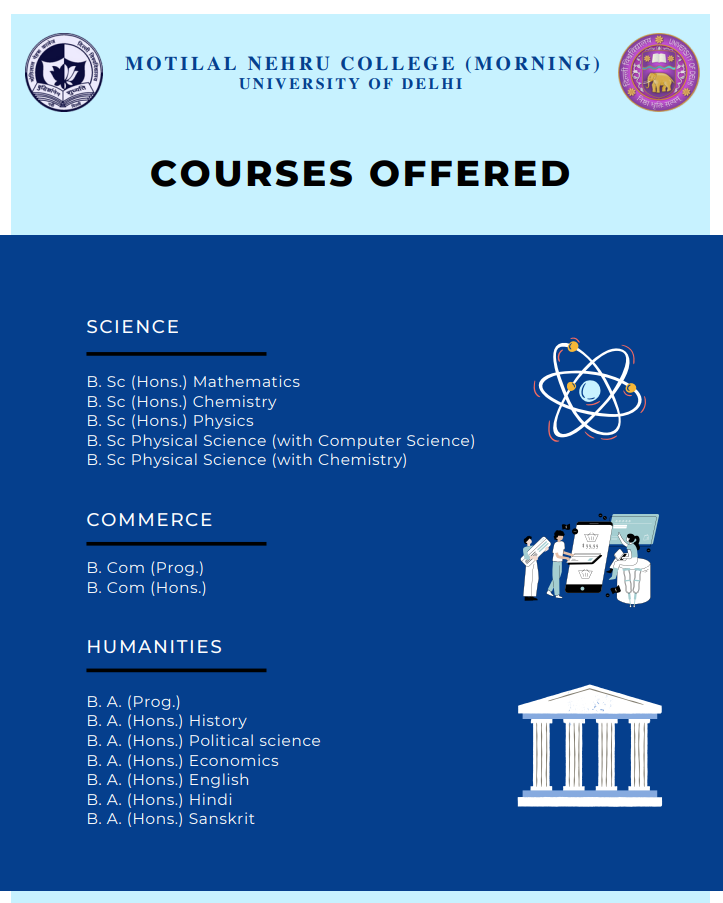 MOTILAL NEHRU COLLEGE (MORNING)
UNIVERSITY OF DELHI
COURSES OFFERED
SCIENCE
B. Sc (Hons.) Mathematics
B. Sc (Hons.) Chemistry
B. Sc (Hons.) Physics
B. Sc Physical Science (with Computer Science)
B. Sc Physical Science (with Chemistry)
COMMERCE
B. Com (Prog.)
B. Com (Hons.)
HUMANITIES
B. A. (Prog.)
B. A. (Hons.) History
B. A. (Hons.) Political science
B. A. (Hons.) Economics
B. A. (Hons.) English
B. A. (Hons.) Hindi
B. A. (Hons.) Sanskrit